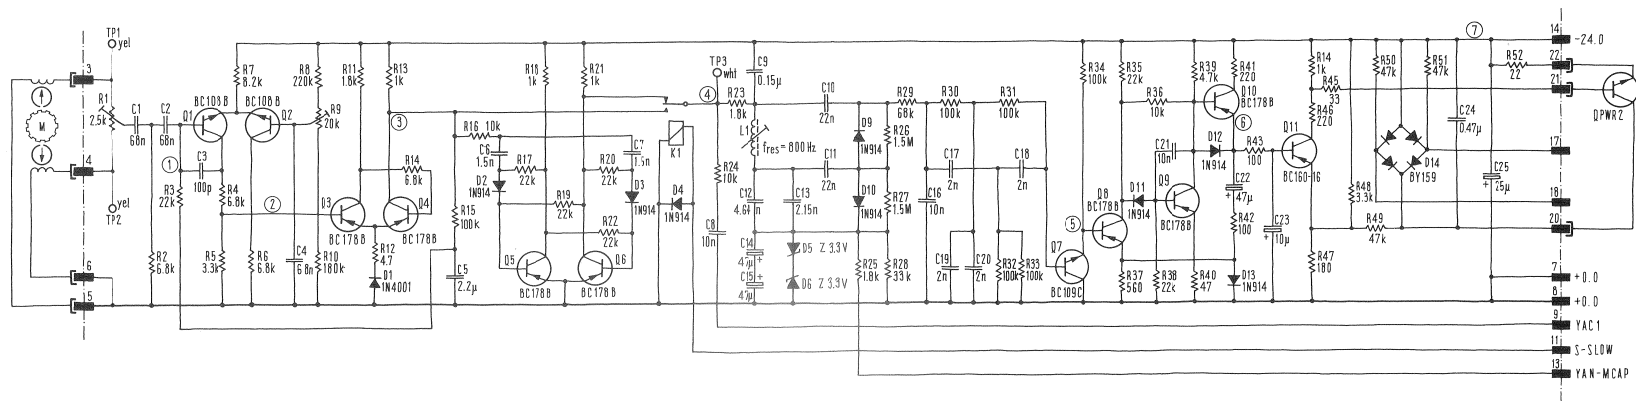 TP1
yel
3
R1
2.5k
M
4
yel
TP2
6
5
C1
68n
C2
68n
1
R3
22k
R2
6.8k
Q1
BC108B
C3
100p
R4
6.8k
R5
3.3k
R7
8.2k
BC108B
Q2
2
R6
6.8k
C4
6.8n
R8
220k
R9
20k
R10
180k
R11
1.8k
R13
1k
3
R14
6.8k
D3
BC178B
Q4
BC178B
R12
4.7
D1
1N4001
R15
100k
C5
2.2µ
R16 10k
C6
1.5n
D2
1N914
R17
22k
R18
1k
R19
22k
R21
1k
R20
22k
R22
22k
C7
1.5n
D3
1N914
Q5
BC178B
Q6
BC178B
K1
D4
1N914
TP3
wht
4
R23
1.8k
R24
10k
C8
10n
C9
0.15µ
L1
fres = 800Hz
C12
C13
2.15n
C14
47µ
C15
47µ
D5 Z 3.3V
D6 Z 3.3V
C10
22n
C11
22n
D9
1N914
D10
1N914
R25
1.8k
R26
1.5M
R27
1.5M
R28
33k
R29
68k
R30
100k
R31
100k
C16
10n
C17
2n
C18
2n
C19
2n
C20
2n
R32
100k
R33
100k
Q7
BC109C
R34
100k
5
Q8
BC178B
R35
22k
R36
10k
R37
560
D11
1N914
C21
10n
R38
22k
Q9
BC178B
R39
4.7k
R40
47
D12
1N914
R41
220
Q10
BC178B
6
C22
47µ
R42
100
D13
1N914
R43
100
C23
10µ
Q11
BC160-16
R14
1k
R45
33
R46
220
R47
180
R48
3.3k
R49
47k
R50
47k
R51
47k
D14
BY159
C24
0.47µ
7
C25
25µ
R52
22
QPWR2
14
-24.0
22
21
17
18
20
7
+0.0
8
+0.0
9
YAC1
11
S-SLOW
13
YAN-MCAP